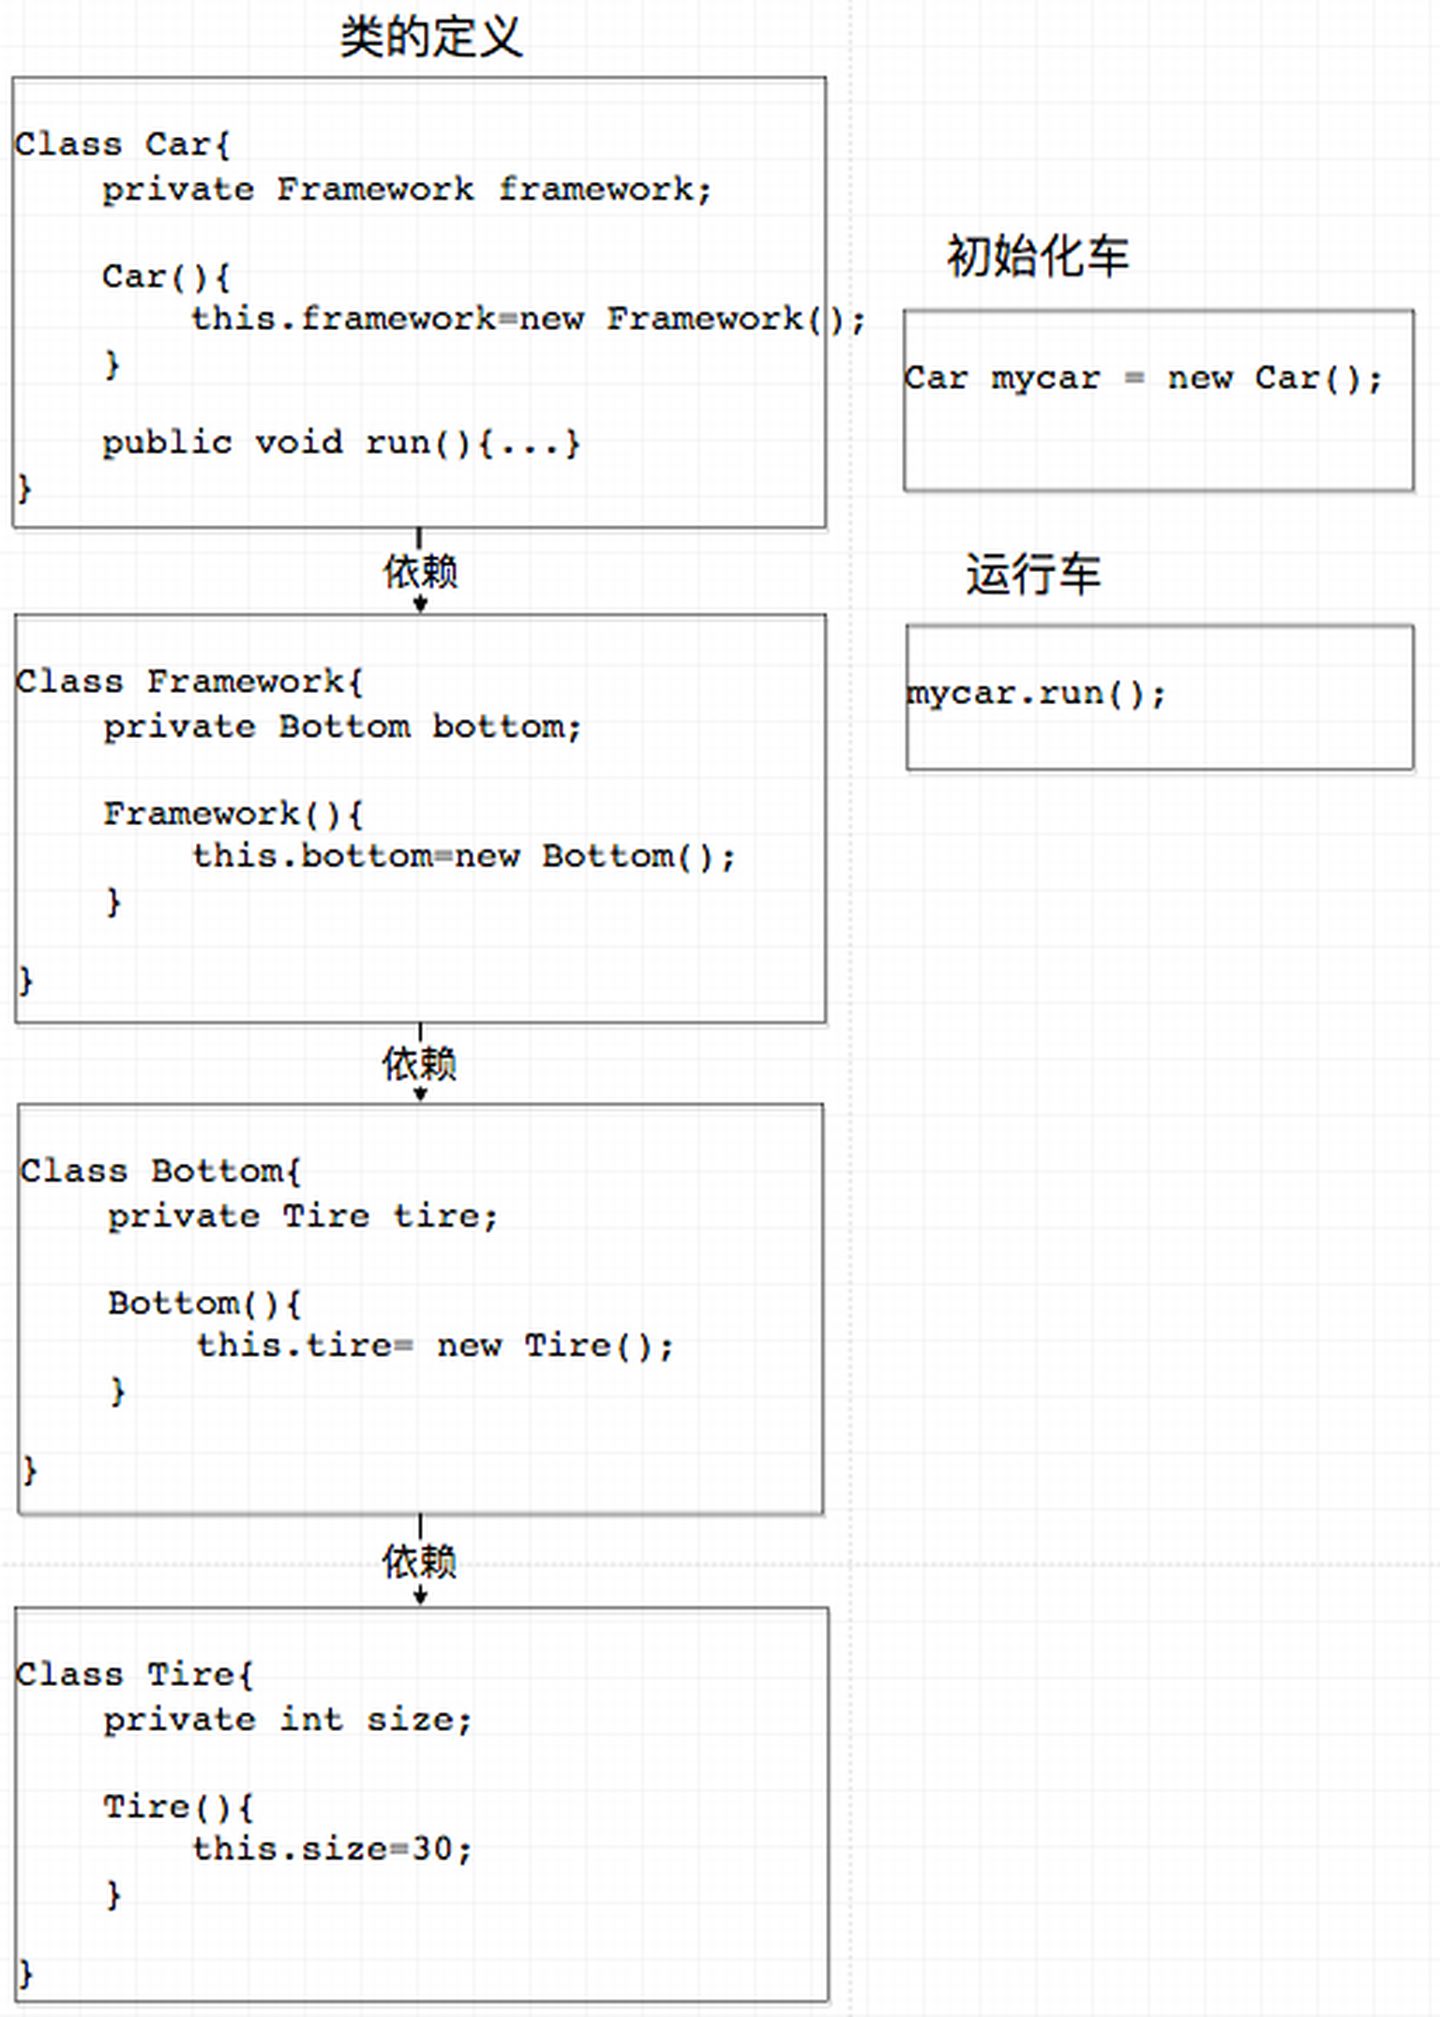 类的定义
Class Car{
private Framework framework;
Car(){
this.framework=new Framework();
}
public void run(){...}
}
依赖
Class Framework{
private Bottom bottom;
Framework(){
this.bottom=new Bottom();
}
}
依赖
Class Bottom{
private Tire tire;
Bottom(){
this.tire= new Tire();
}
}
依赖
Class Tire{
private int size;
Tire(){
this.size=30;
}
}
初始化车
Car mycar = new Car();
运行车
mycar.run();